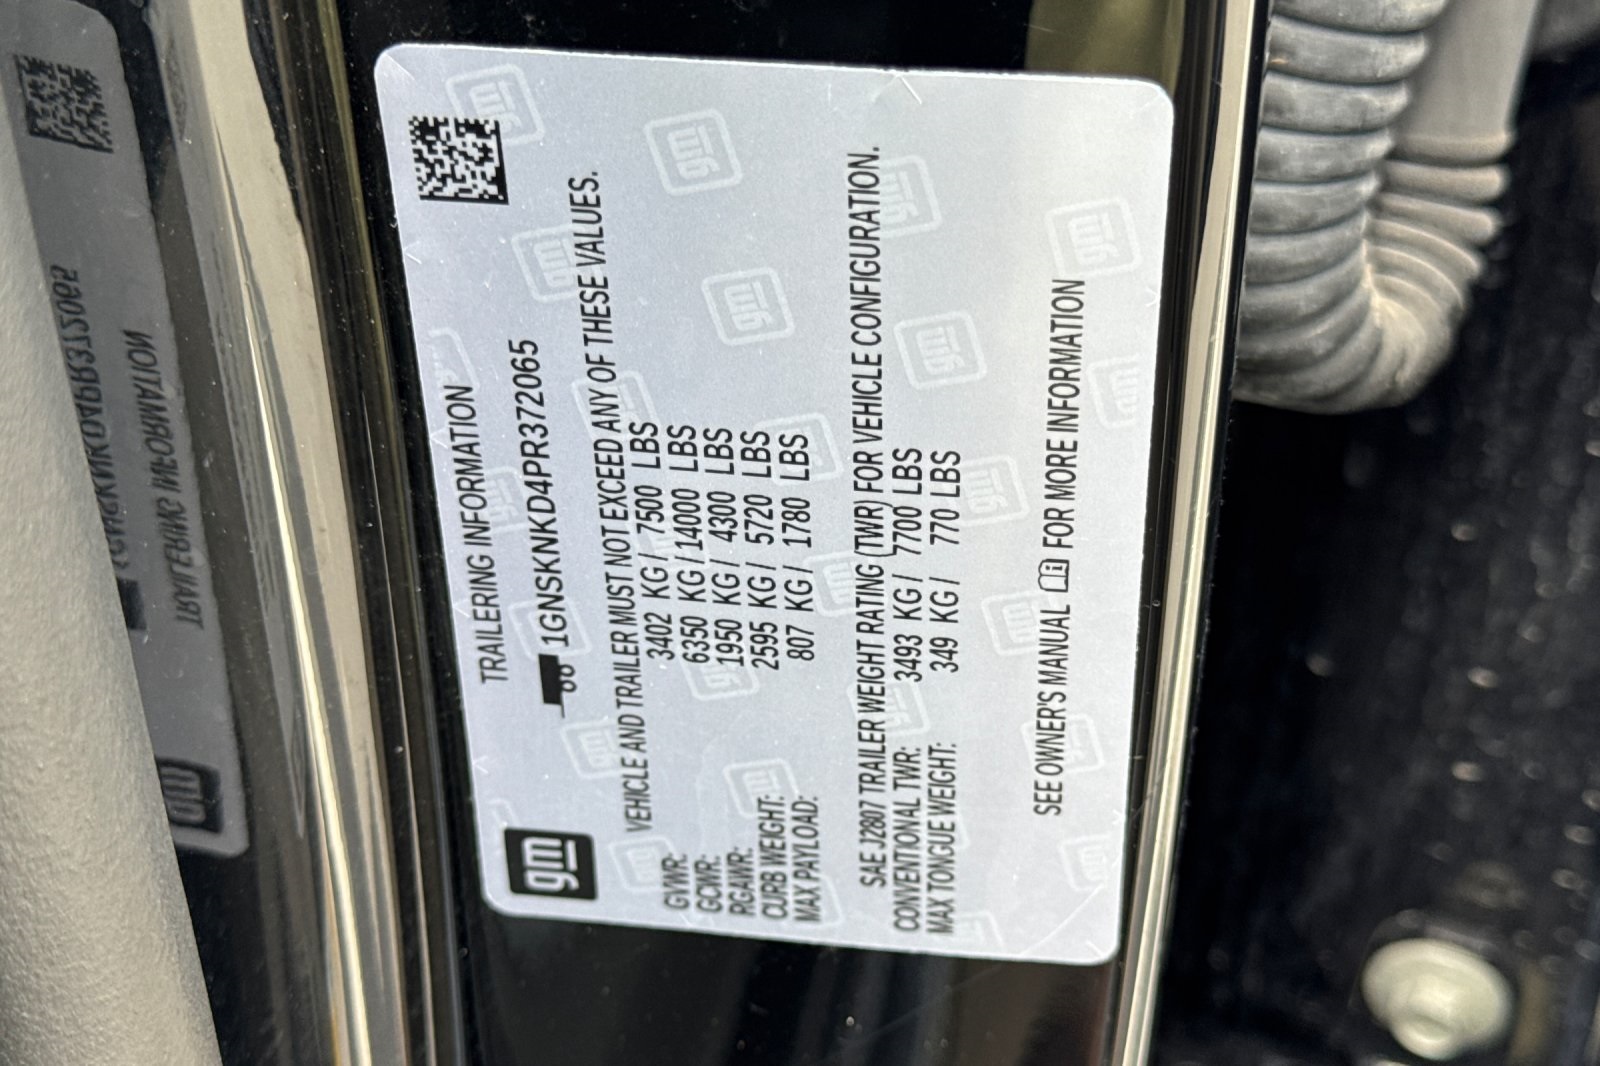 gm
TRAILERING INFORMATION
1GNSKNKD4PR372065
VEHICLE AND TRAILER MUST NOT EXCEED ANY OF THESE VALUES.
GVWR: 3402 KG / 7500 LBS
GCWR: 6350 KG / 14000 LBS
RGAWR: 1950 KG / 4300 LBS
CURB WEIGHT: 2595 KG / 5720 LBS
MAX PAYLOAD: 807 KG / 1780 LBS
SAE J2807 TRAILER WEIGHT RATING (TWR) FOR VEHICLE CONFIGURATION.
CONVENTIONAL TWR: 3493 KG / 7700 LBS
MAX TONGUE WEIGHT: 349 KG / 770 LBS
SEE OWNER'S MANUAL FOR MORE INFORMATION